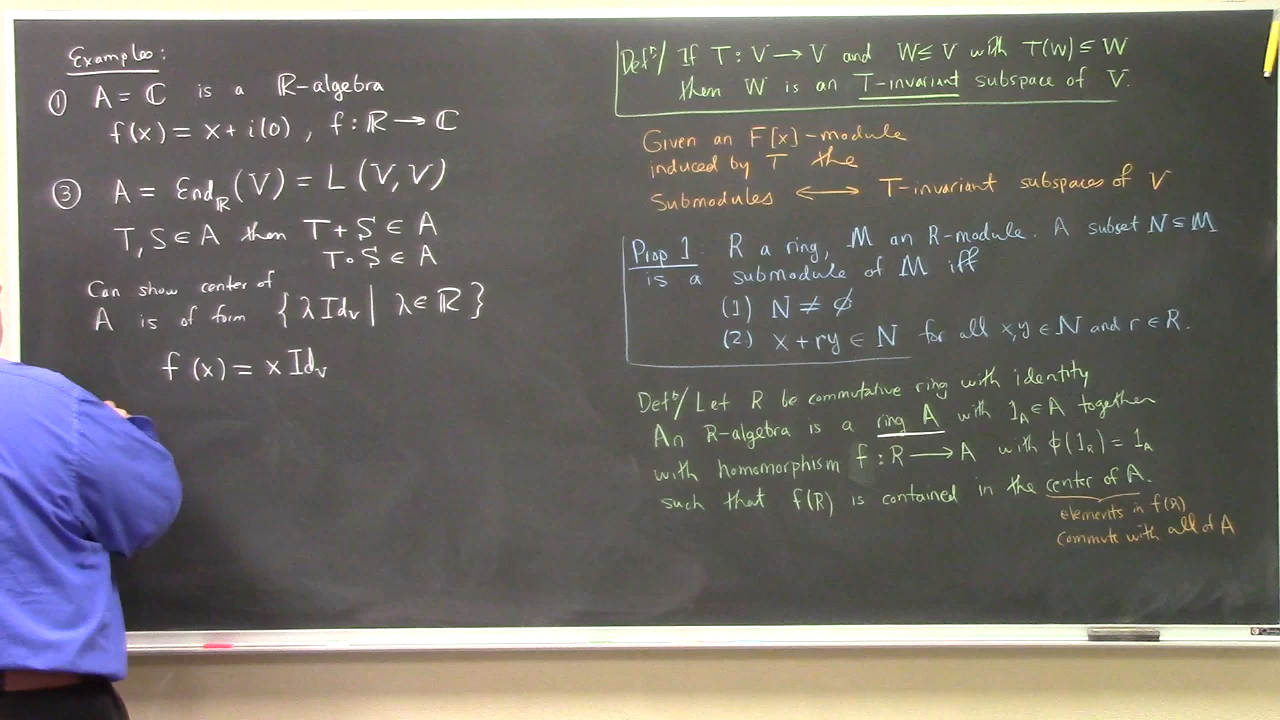 Examples:
① A = ℂ is a ℝ-algebra
f(x) = x + i(0) , f : ℝ → ℂ
③ A = End_ℝ(V) = L(V,V)
T, S ∈ A then T + S ∈ A
T∘S ∈ A
Can show center of
A is of form { λ Id_V | λ ∈ ℝ }
f(x) = x Id_V
Defⁿ/ If T : V → V and W ≤ V with T(W) ⊆ W
then W is an T-invariant subspace of V.
Given an F[x]-module
induced by T the
Submodules ↔ T-invariant subspaces of V
Prop 1: R a ring, M an R-module. A subset N ⊆ M
is a submodule of M iff
(1) N ≠ ∅
(2) x + ry ∈ N for all x,y ∈ N and r ∈ R.
Defⁿ/ Let R be commutative ring with identity
An R-algebra is a ring A with 1_A ∈ A together
with homomorphism f : R → A with φ(1_R) = 1_A
such that f(R) is contained in the center of A.
elements in f(R)
commute with all of A